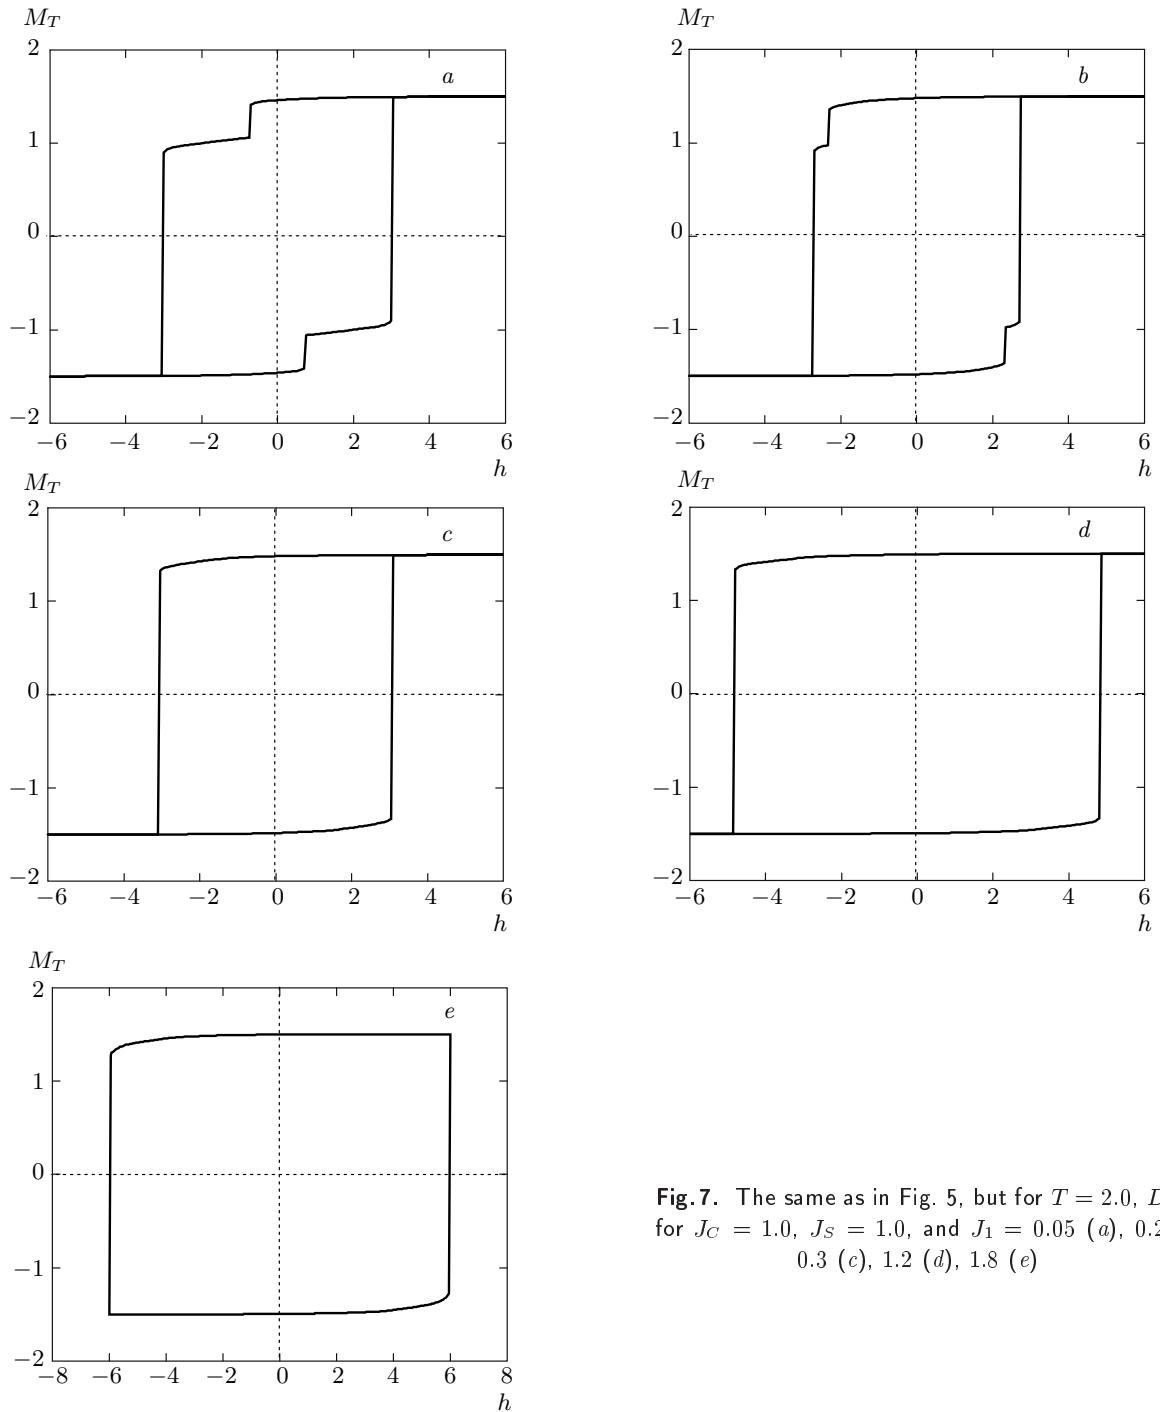 M_T
M_T
2
a
2
b
1
1
0
0
−1
−1
−2
−2
−6 −4 −2 0 2 4 6
−6 −4 −2 0 2 4 6
h
h
M_T
M_T
2
c
2
d
1
1
0
0
−1
−1
−2
−2
−6 −4 −2 0 2 4 6
−6 −4 −2 0 2 4 6
h
h
M_T
2
e
1
0
−1
−2
−8 −6 −4 −2 0 2 4 6 8
h
Fig. 7. The same as in Fig. 5, but for T = 2.0, D
for J_C = 1.0, J_S = 1.0, and J_1 = 0.05 (a), 0.2
0.3 (c), 1.2 (d), 1.8 (e)